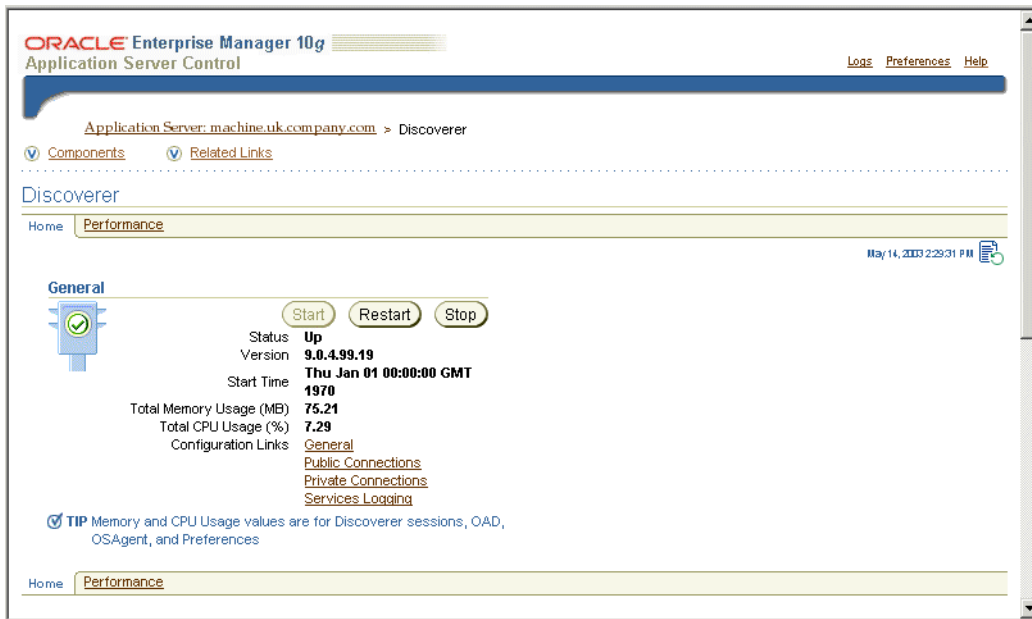 ORACLE Enterprise Manager 10g
Application Server Control
Logs Preferences Help
Application Server: machine.uk.company.com > Discoverer
Components Related Links
Discoverer
Home Performance
May 14, 2003 2:29:31 PM
General
Start Restart Stop
Status Up
Version 9.0.4.99.19
Start Time Thu Jan 01 00:00:00 GMT
1970
Total Memory Usage (MB) 75.21
Total CPU Usage (%) 7.29
Configuration Links General
Public Connections
Private Connections
Services Logging
TIP Memory and CPU Usage values are for Discoverer sessions, OAD,
OSAgent, and Preferences
Home Performance